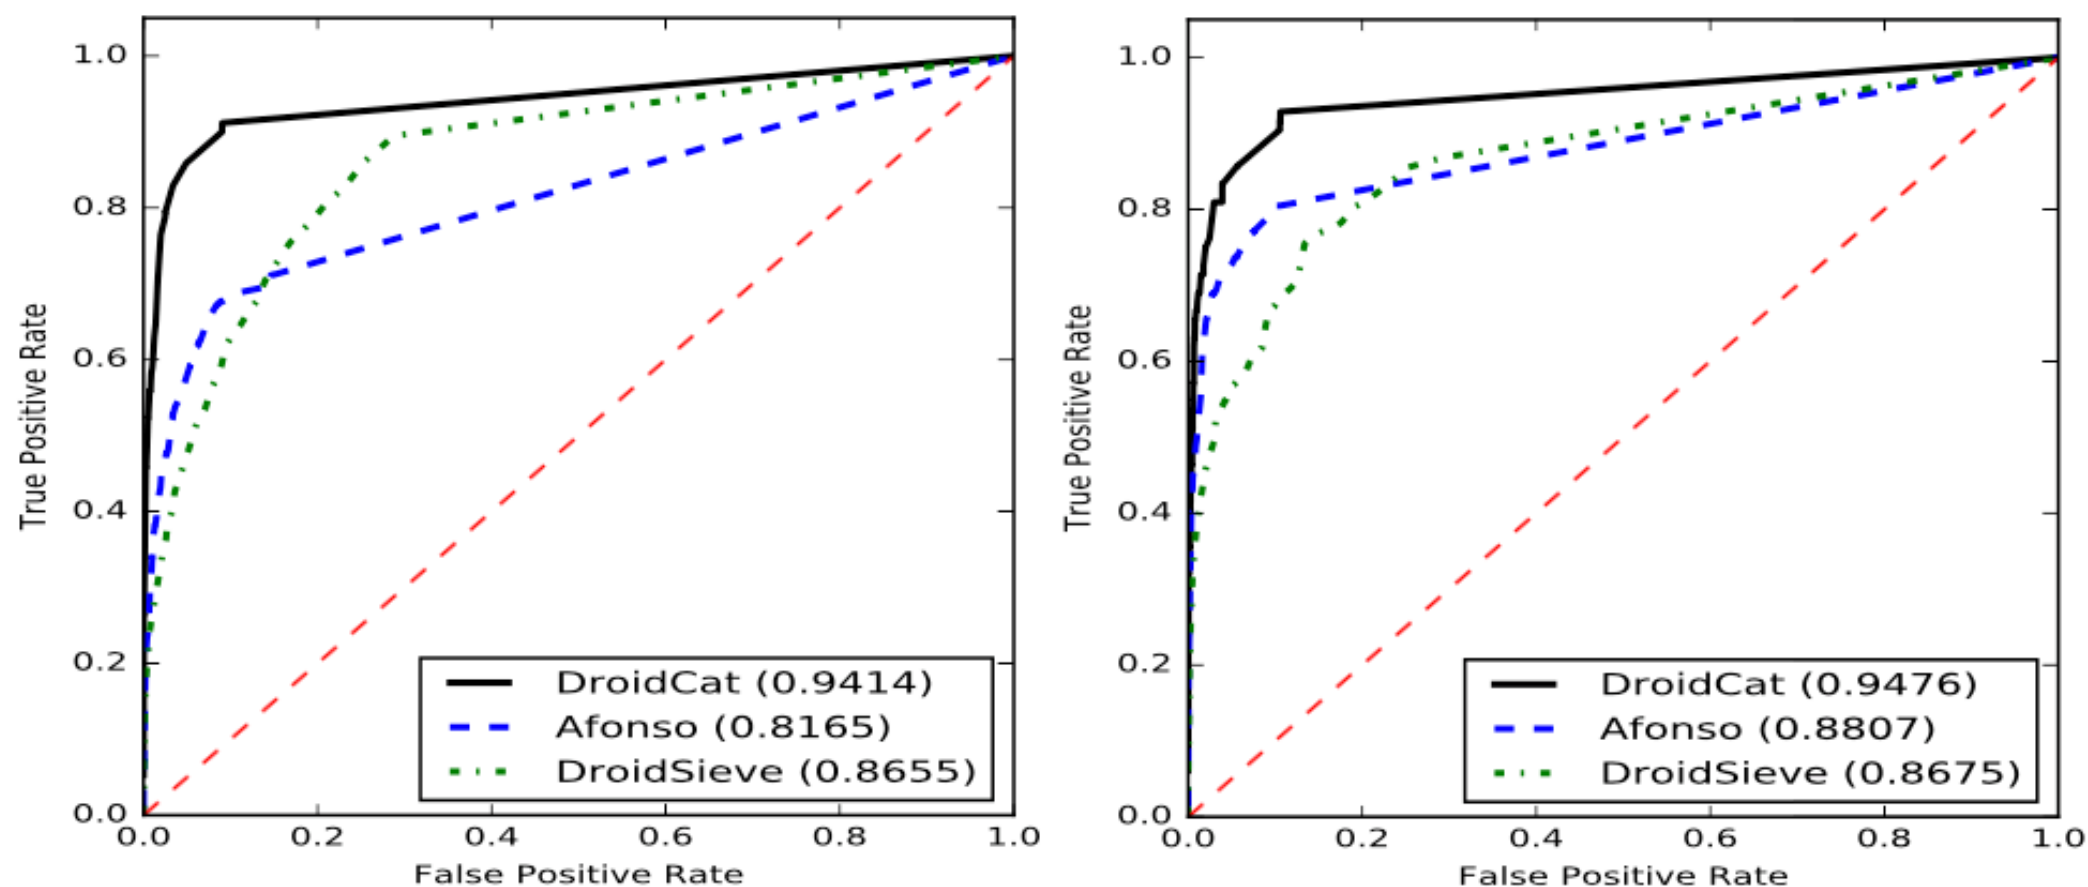 1.0
0.8
0.6
0.4
0.2
0.0
True Positive Rate
DroidCat (0.9414)
Afonso (0.8165)
DroidSieve (0.8655)
0.0 0.2 0.4 0.6 0.8 1.0
False Positive Rate
1.0
0.8
0.6
0.4
0.2
0.0
True Positive Rate
DroidCat (0.9476)
Afonso (0.8807)
DroidSieve (0.8675)
0.0 0.2 0.4 0.6 0.8 1.0
False Positive Rate